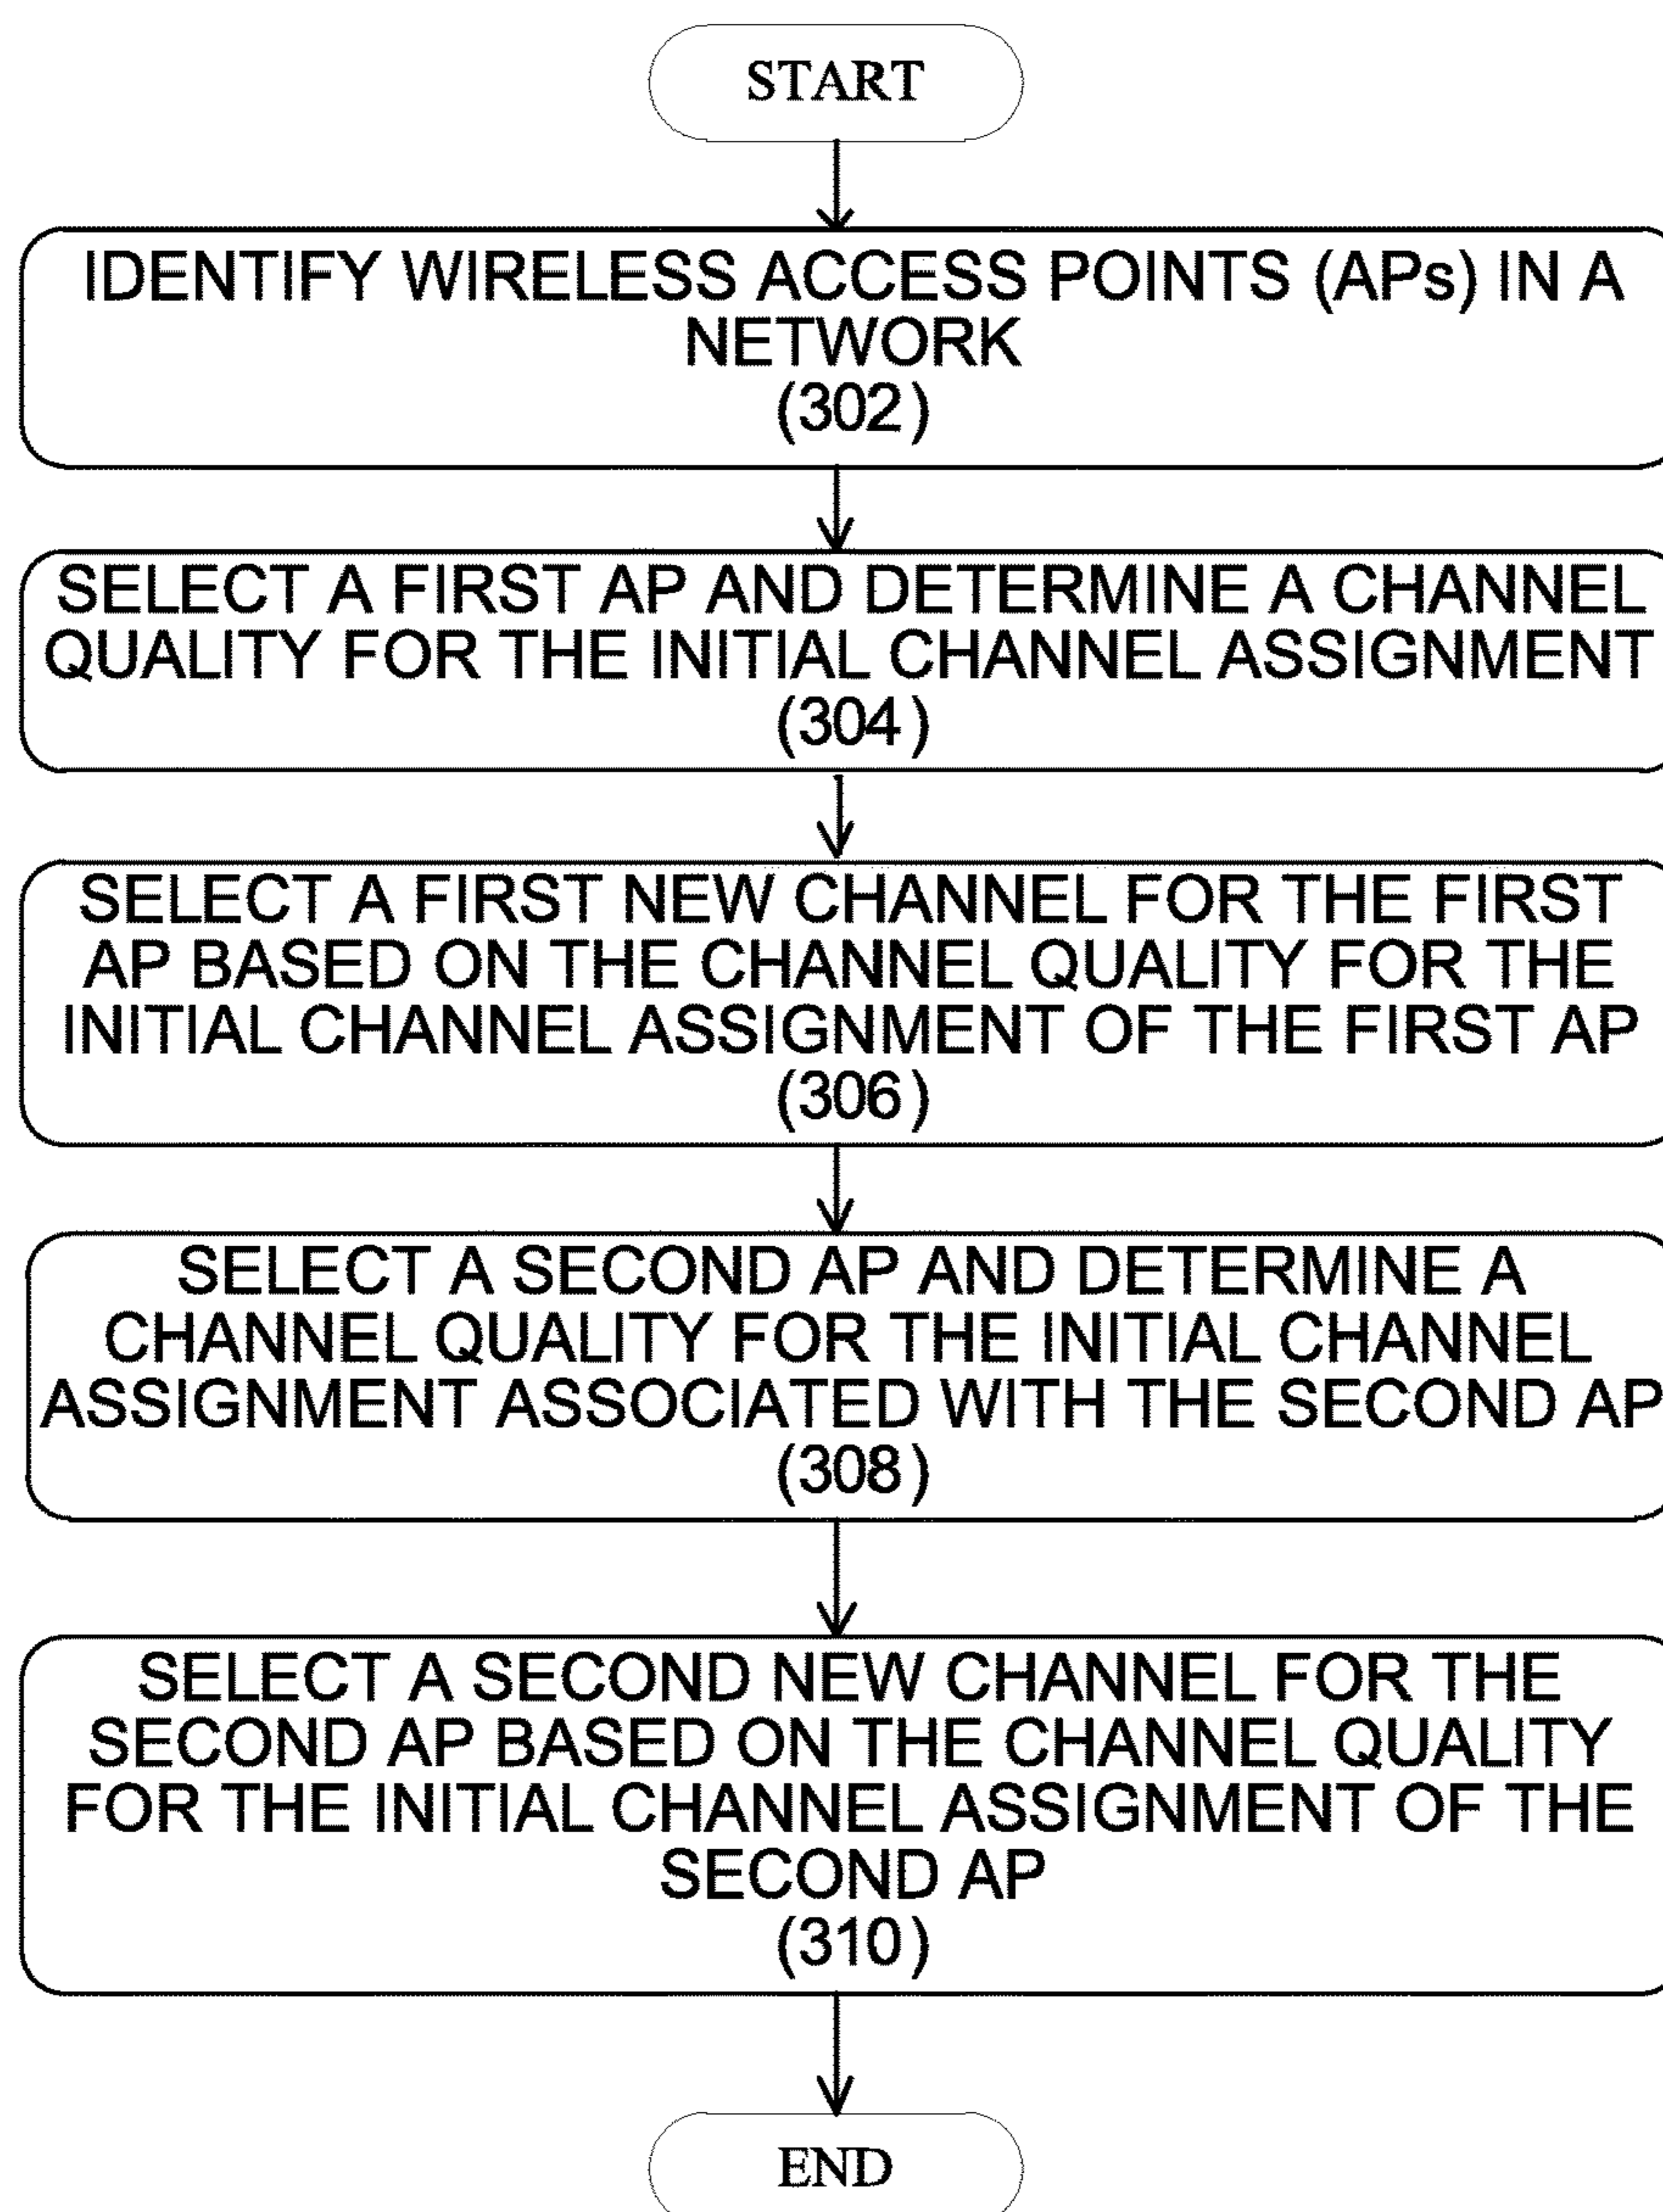 START
IDENTIFY WIRELESS ACCESS POINTS (APs) IN A
NETWORK
(302)
SELECT A FIRST AP AND DETERMINE A CHANNEL
QUALITY FOR THE INITIAL CHANNEL ASSIGNMENT
(304)
SELECT A FIRST NEW CHANNEL FOR THE FIRST
AP BASED ON THE CHANNEL QUALITY FOR THE
INITIAL CHANNEL ASSIGNMENT OF THE FIRST AP
(306)
SELECT A SECOND AP AND DETERMINE A
CHANNEL QUALITY FOR THE INITIAL CHANNEL
ASSIGNMENT ASSOCIATED WITH THE SECOND AP
(308)
SELECT A SECOND NEW CHANNEL FOR THE
SECOND AP BASED ON THE CHANNEL QUALITY
FOR THE INITIAL CHANNEL ASSIGNMENT OF THE
SECOND AP
(310)
END